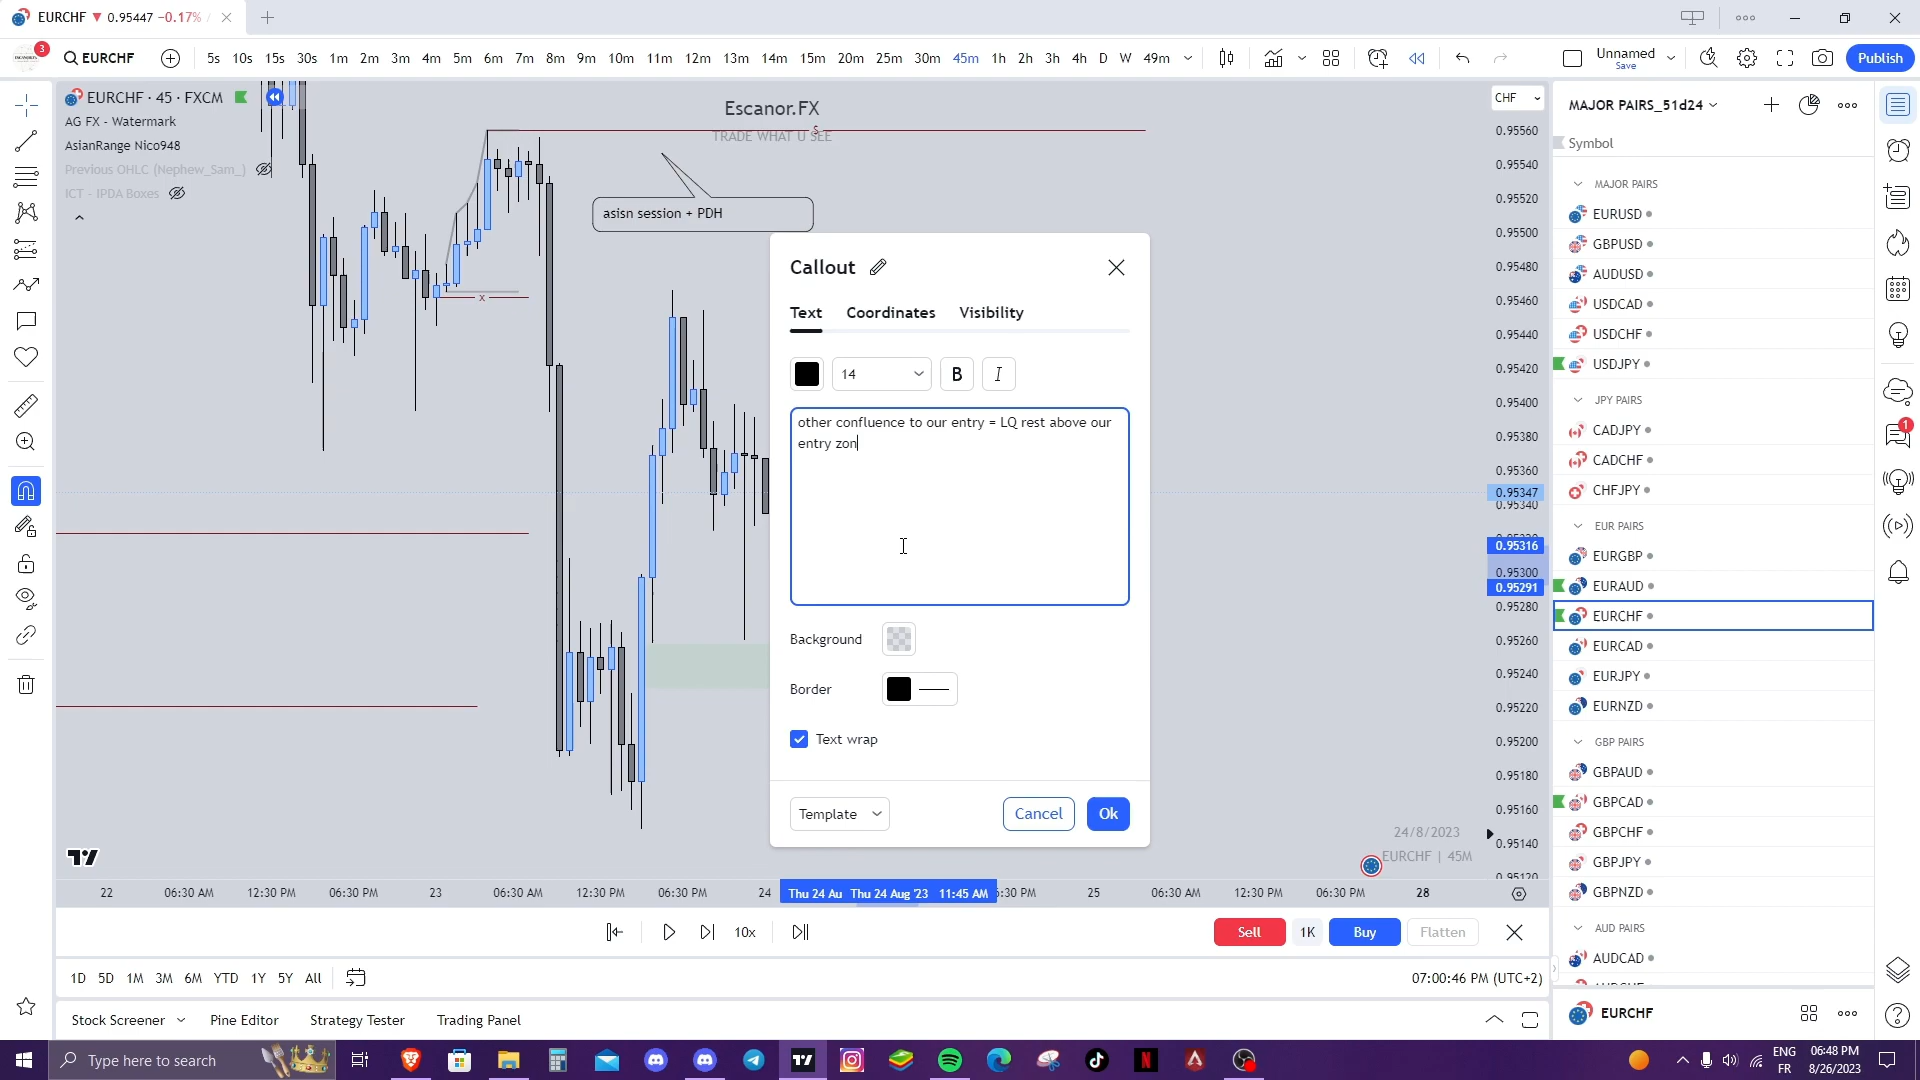 EURCHF ▼ 0.95447 −0.17% /
3
EURCHF
5s 10s 15s 30s 1m 2m 3m 4m 5m 6m 7m 8m 9m 10m 11m 12m 13m 14m 15m 20m 25m 30m 45m 1h 2h 3h 4h D W 49m
Unnamed
Save
Publish
EURCHF · 45 · FXCM
AG FX - Watermark
AsianRange Nico948
Previous OHLC (Nephew_Sam_)
ICT - IPDA Boxes
Escanor.FX
TRADE WHAT U SEE
$
asisn session + PDH
x
Callout
Text Coordinates Visibility
14 B I
other confluence to our entry = LQ rest above our
entry zon
Background
Border
Text wrap
Template Cancel Ok
CHF
0.95560
0.95540
0.95520
0.95500
0.95480
0.95460
0.95440
0.95420
0.95400
0.95380
0.95360
0.95347
0.95340
0.95316
0.95300
0.95291
0.95280
0.95260
0.95240
0.95220
0.95200
0.95180
0.95160
0.95140
0.95120
24/8/2023
EURCHF | 45M
22 06:30 AM 12:30 PM 06:30 PM 23 06:30 AM 12:30 PM 06:30 PM 24 Thu 24 Au Thu 24 Aug '23 11:45 AM 5:30 PM 25 06:30 AM 12:30 PM 06:30 PM 28
10x
Sell 1K Buy Flatten
1D 5D 1M 3M 6M YTD 1Y 5Y All
07:00:46 PM (UTC+2)
Stock Screener Pine Editor Strategy Tester Trading Panel
MAJOR PAIRS_51d24
Symbol
MAJOR PAIRS
EURUSD
GBPUSD
AUDUSD
USDCAD
USDCHF
USDJPY
JPY PAIRS
CADJPY
CADCHF
CHFJPY
EUR PAIRS
EURGBP
EURAUD
EURCHF
EURCAD
EURJPY
EURNZD
GBP PAIRS
GBPAUD
GBPCAD
GBPCHF
GBPJPY
GBPNZD
AUD PAIRS
AUDCAD
EURCHF
1
Type here to search
ENG
FR
06:48 PM
8/26/2023